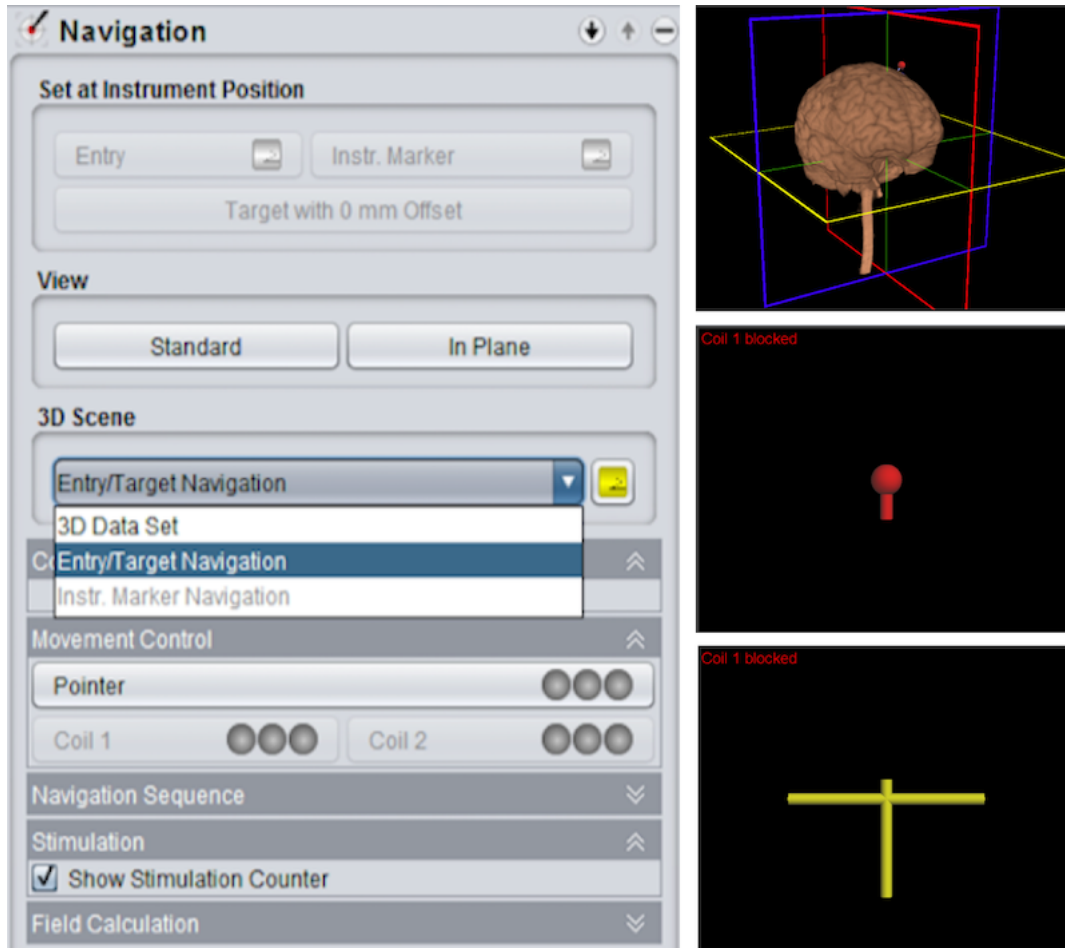 Navigation
Set at Instrument Position
Entry
Instr. Marker
Target with 0 mm Offset
View
Standard
In Plane
3D Scene
Entry/Target Navigation
3D Data Set
Entry/Target Navigation
Instr. Marker Navigation
Movement Control
Pointer
Coil 1
Coil 2
Navigation Sequence
Stimulation
Show Stimulation Counter
Field Calculation
Coil 1 blocked
Coil 1 blocked